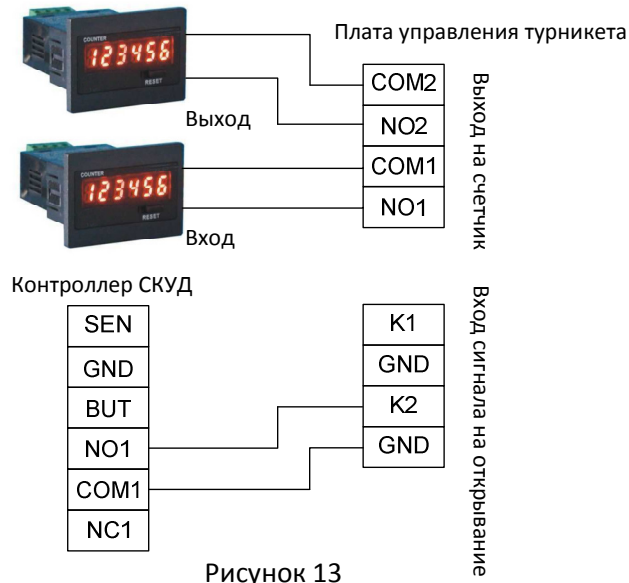 COUNTER
123456
RESET
Выход
COUNTER
123456
RESET
Вход
Плата управления турникета
COM2
NO2
COM1
NO1
Выход на счетчик
Контроллер СКУД
SEN
GND
BUT
NO1
COM1
NC1
K1
GND
K2
GND
Вход сигнала на открывание
Рисунок 13